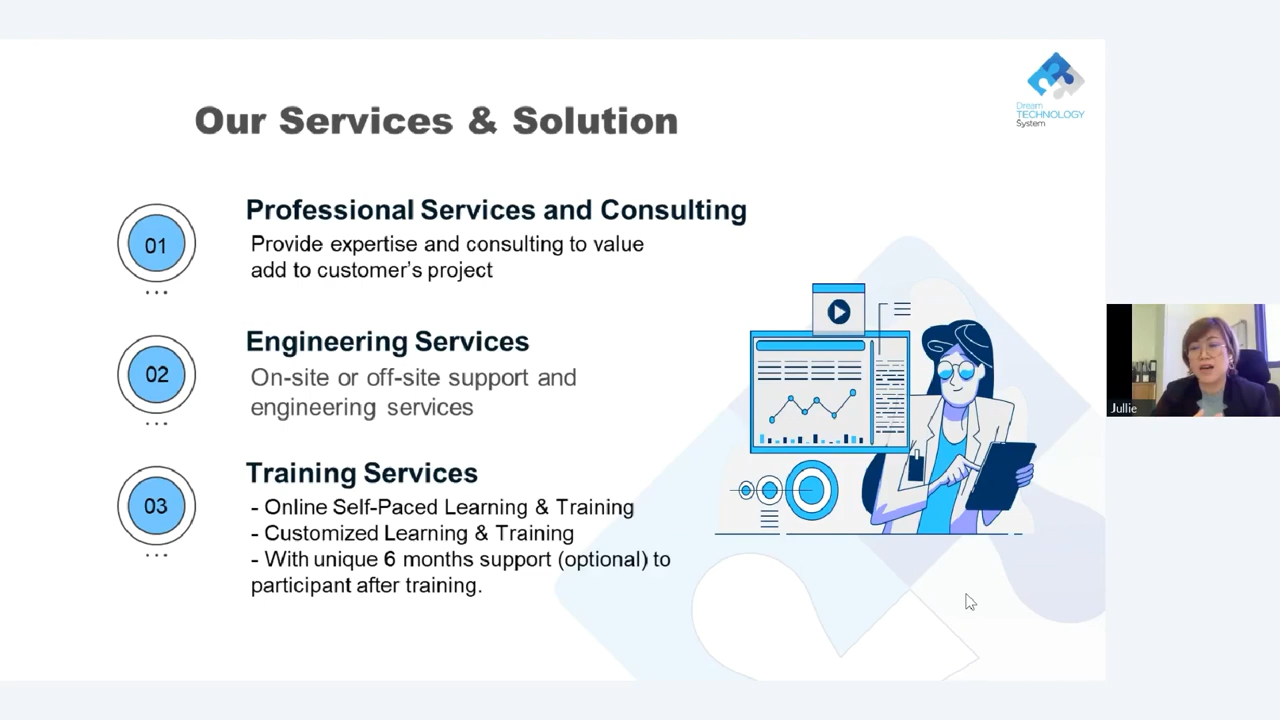 Our Services & Solution
Dream
TECHNOLOGY
System
01
Professional Services and Consulting
Provide expertise and consulting to value
add to customer's project
02
Engineering Services
On-site or off-site support and
engineering services
03
Training Services
- Online Self-Paced Learning & Training
- Customized Learning & Training
- With unique 6 months support (optional) to
participant after training.
Jullie